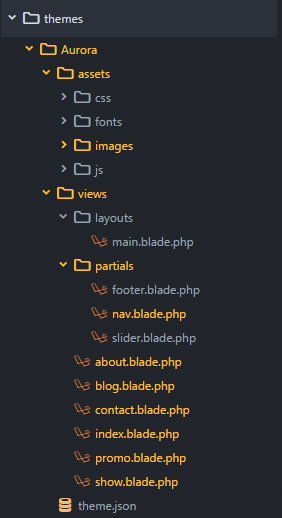 themes
Aurora
assets
css
fonts
images
js
views
layouts
main.blade.php
partials
footer.blade.php
nav.blade.php
slider.blade.php
about.blade.php
blog.blade.php
contact.blade.php
index.blade.php
promo.blade.php
show.blade.php
theme.json